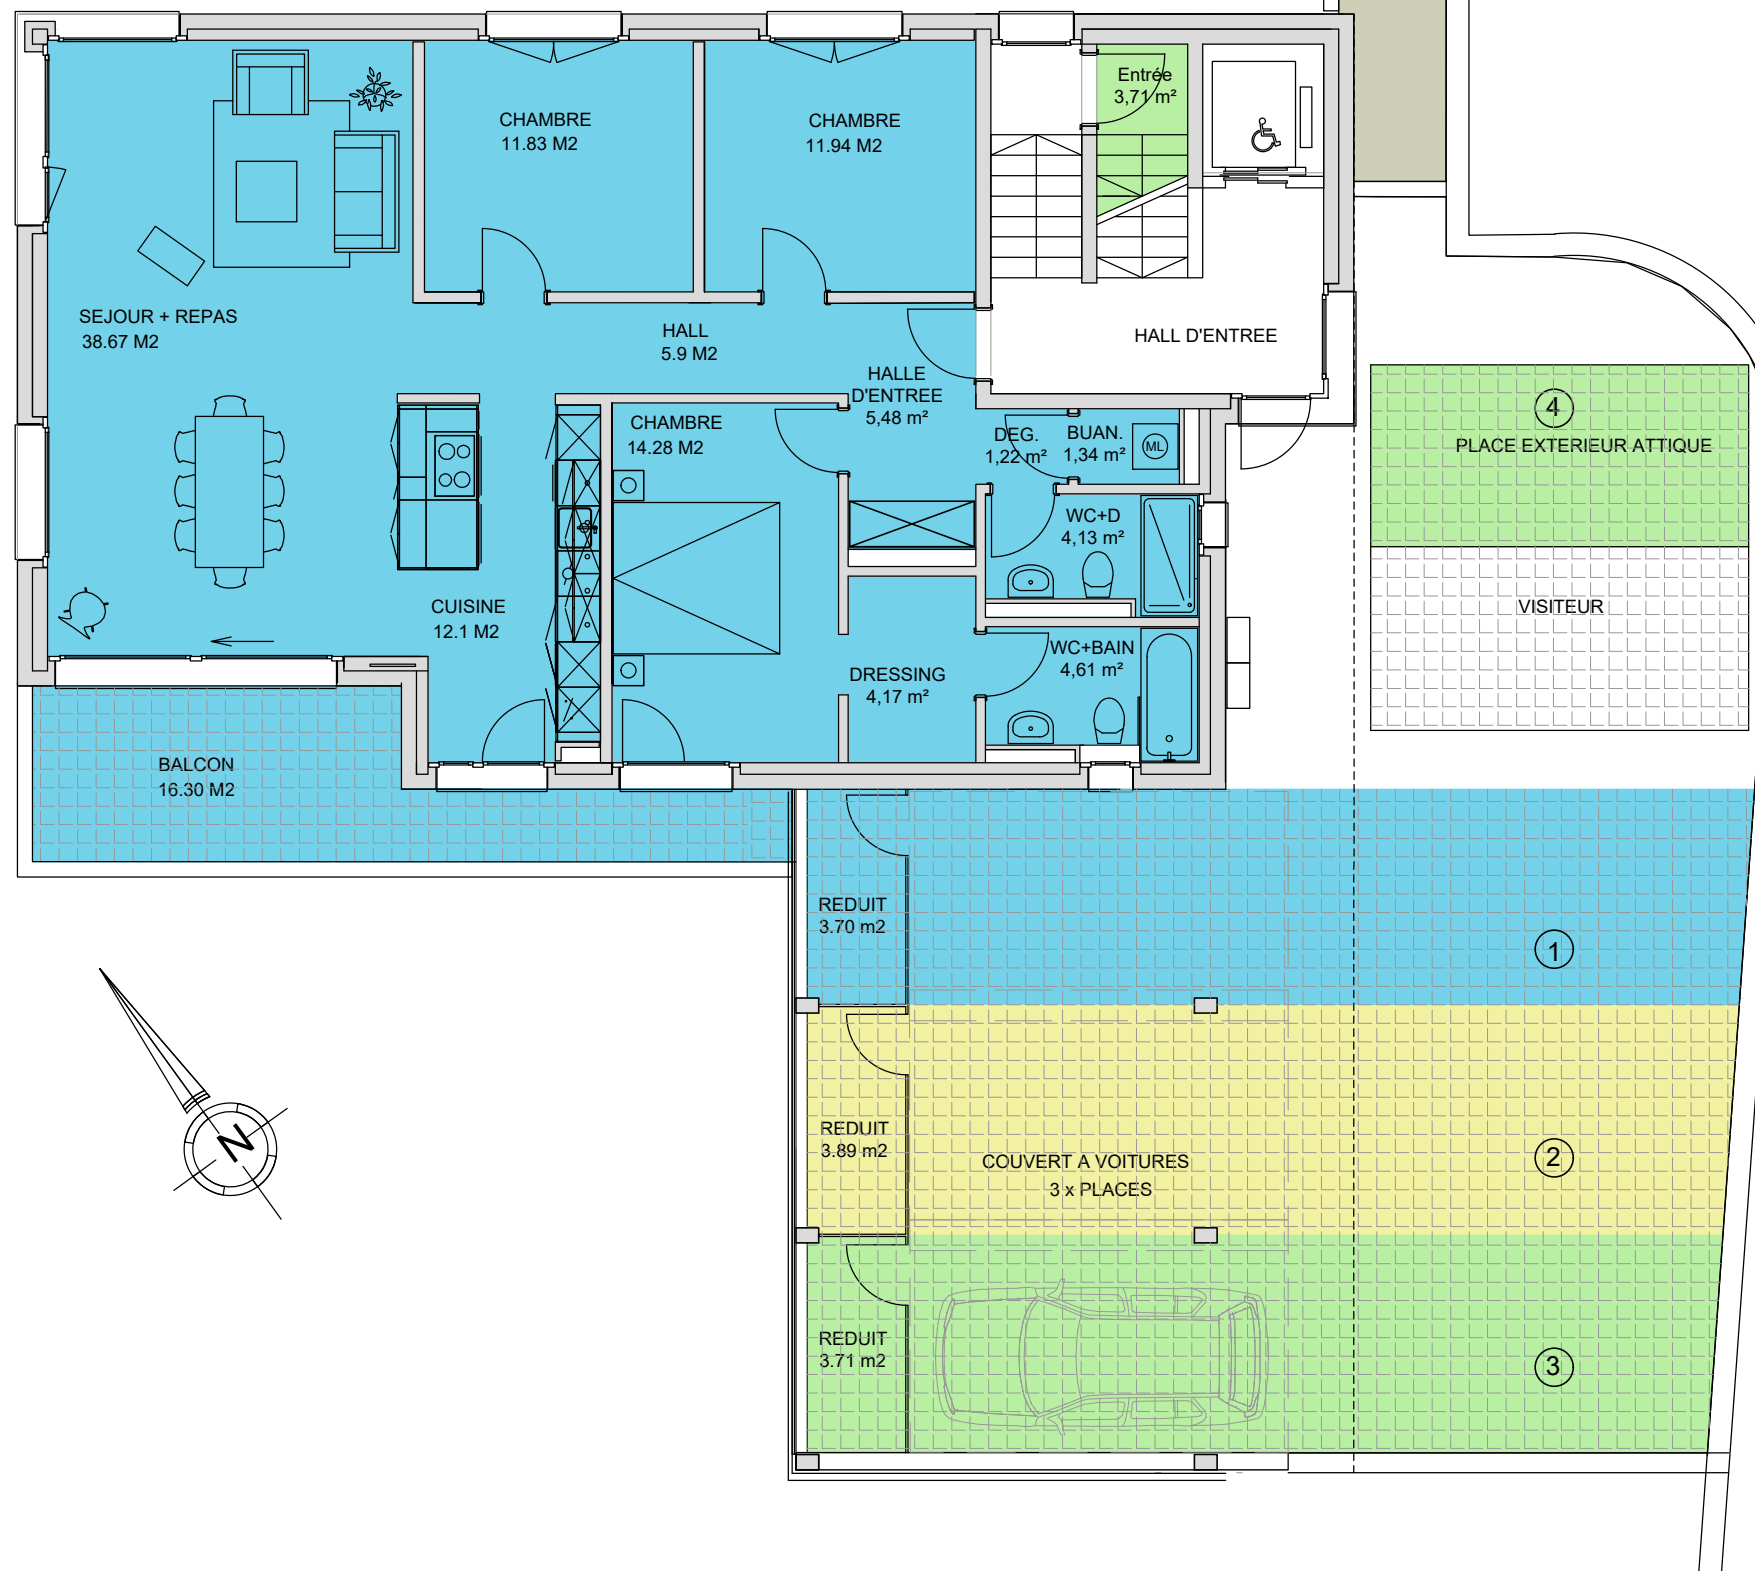 Entrée
3,71 m²
CHAMBRE
11.83 M2
CHAMBRE
11.94 M2
SEJOUR + REPAS
38.67 M2
HALL
5.9 M2
HALL D'ENTREE
HALLE
D'ENTREE
5,48 m²
CHAMBRE
14.28 M2
DEG.
1,22 m²
BUAN.
1,34 m²
ML
4
PLACE EXTERIEUR ATTIQUE
WC+D
4,13 m²
VISITEUR
CUISINE
12.1 M2
WC+BAIN
4,61 m²
DRESSING
4,17 m²
BALCON
16.30 M2
REDUIT
3.70 m2
1
N
REDUIT
3.89 m2
COUVERT A VOITURES
3 x PLACES
2
REDUIT
3.71 m2
3